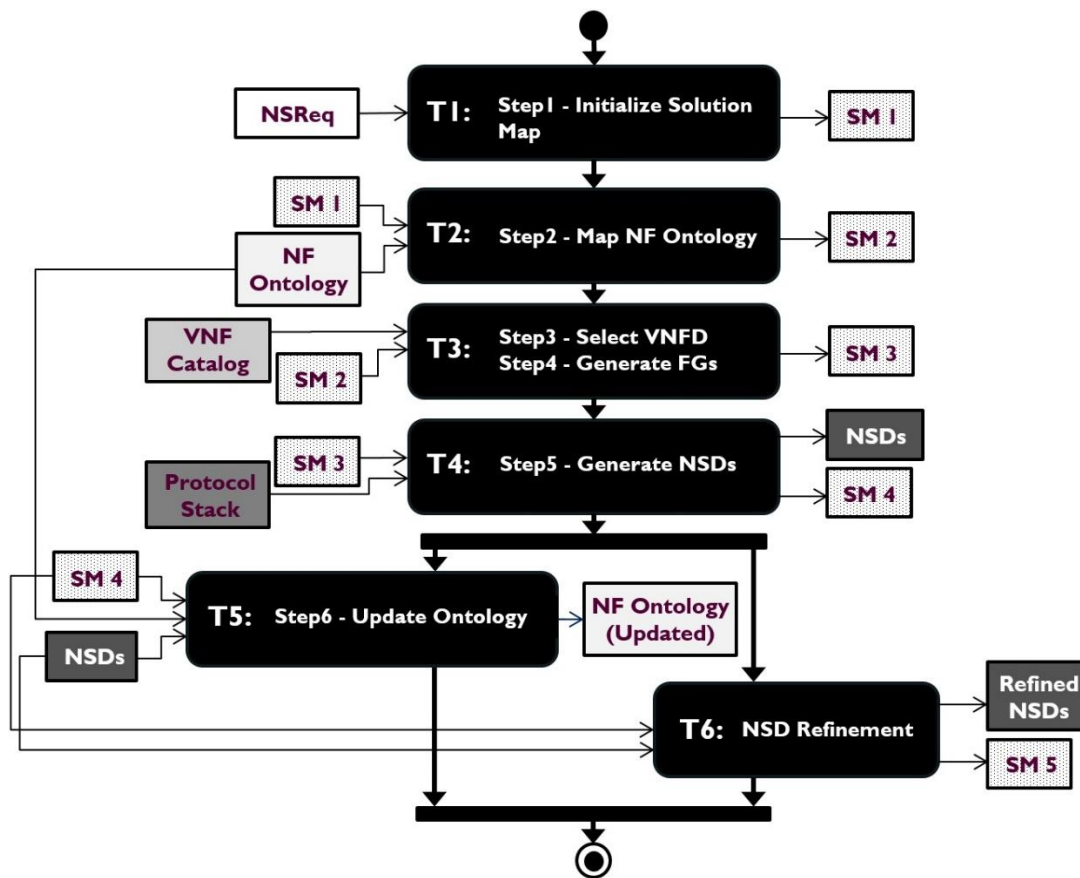 NSReq
T1:
Step1 - Initialize Solution
Map
SM 1
SM 1
NF
Ontology
T2:
Step2 - Map NF Ontology
SM 2
VNF
Catalog
SM 2
T3:
Step3 - Select VNFD
Step4 - Generate FGs
SM 3
SM 3
Protocol
Stack
T4:
Step5 - Generate NSDs
NSDs
SM 4
SM 4
NSDs
T5:
Step6 - Update Ontology
NF Ontology
(Updated)
T6:
NSD Refinement
Refined
NSDs
SM 5